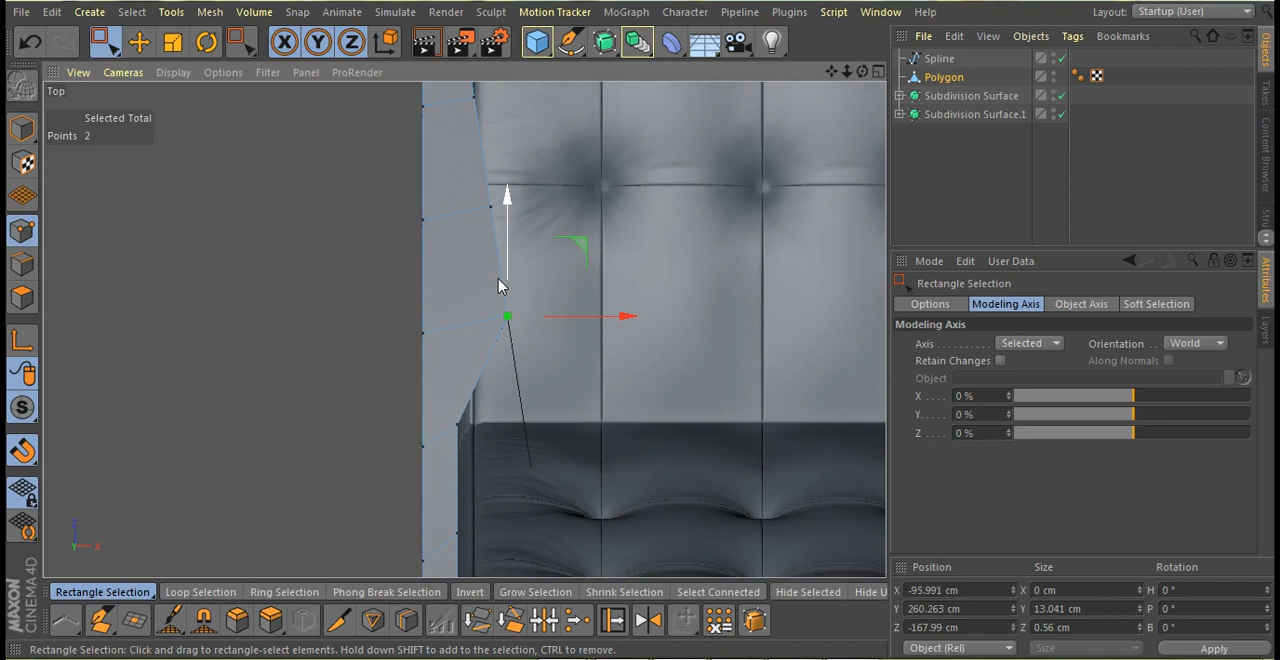 File Edit Create Select Tools Mesh Volume Snap Animate Simulate Render Sculpt Motion Tracker MoGraph Character Pipeline Plugins Script Window Help Layout: Startup (User)
File Edit View Objects Tags Bookmarks
View Cameras Display Options Filter Panel ProRender
Top
Selected Total
Points 2
Spline
Polygon
Subdivision Surface
Subdivision Surface.1
Objects
Takes
Content Browser
Mode Edit User Data
Rectangle Selection
Options Modeling Axis Object Axis Soft Selection
Modeling Axis
Axis Selected Orientation World
Retain Changes Along Normals
Object
X 0 %
Y 0 %
Z 0 %
Attributes
Layers
Z
Y X
Position Size Rotation
X -95.991 cm X 0 cm H 0 °
Y 260.263 cm Y 13.041 cm P 0 °
Z -167.99 cm Z 0.56 cm B 0 °
Object (Rel) Size Apply
Rectangle Selection Loop Selection Ring Selection Phong Break Selection Invert Grow Selection Shrink Selection Select Connected Hide Selected Hide U
MAXON
CINEMA 4D
Rectangle Selection: Click and drag to rectangle-select elements. Hold down SHIFT to add to the selection, CTRL to remove.